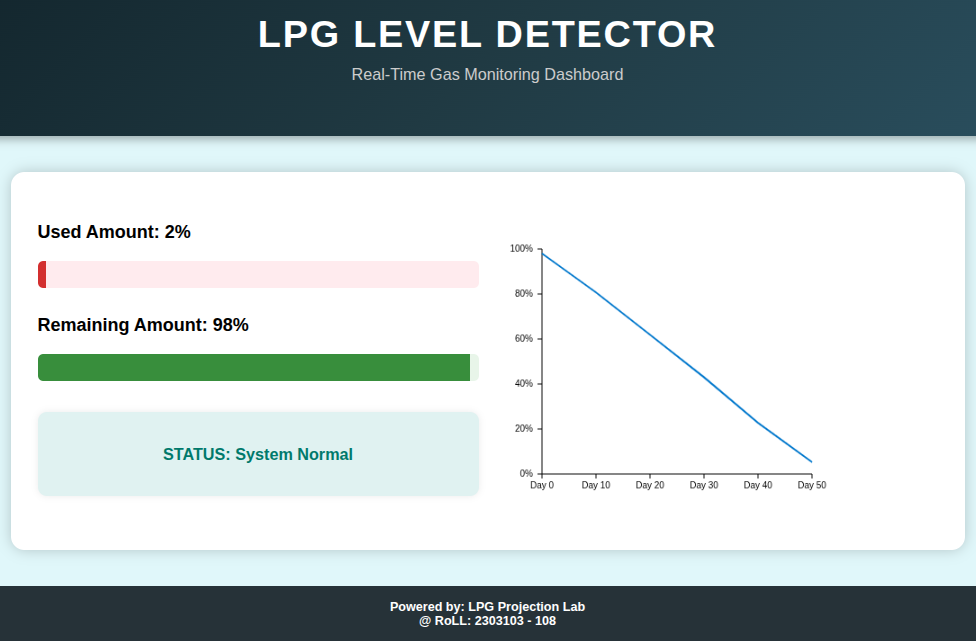 LPG LEVEL DETECTOR
Real-Time Gas Monitoring Dashboard
Used Amount: 2%
Remaining Amount: 98%
STATUS: System Normal
100%
80%
60%
40%
20%
0%
Day 0 Day 10 Day 20 Day 30 Day 40 Day 50
Powered by: LPG Projection Lab
@ RoLL: 2303103 - 108